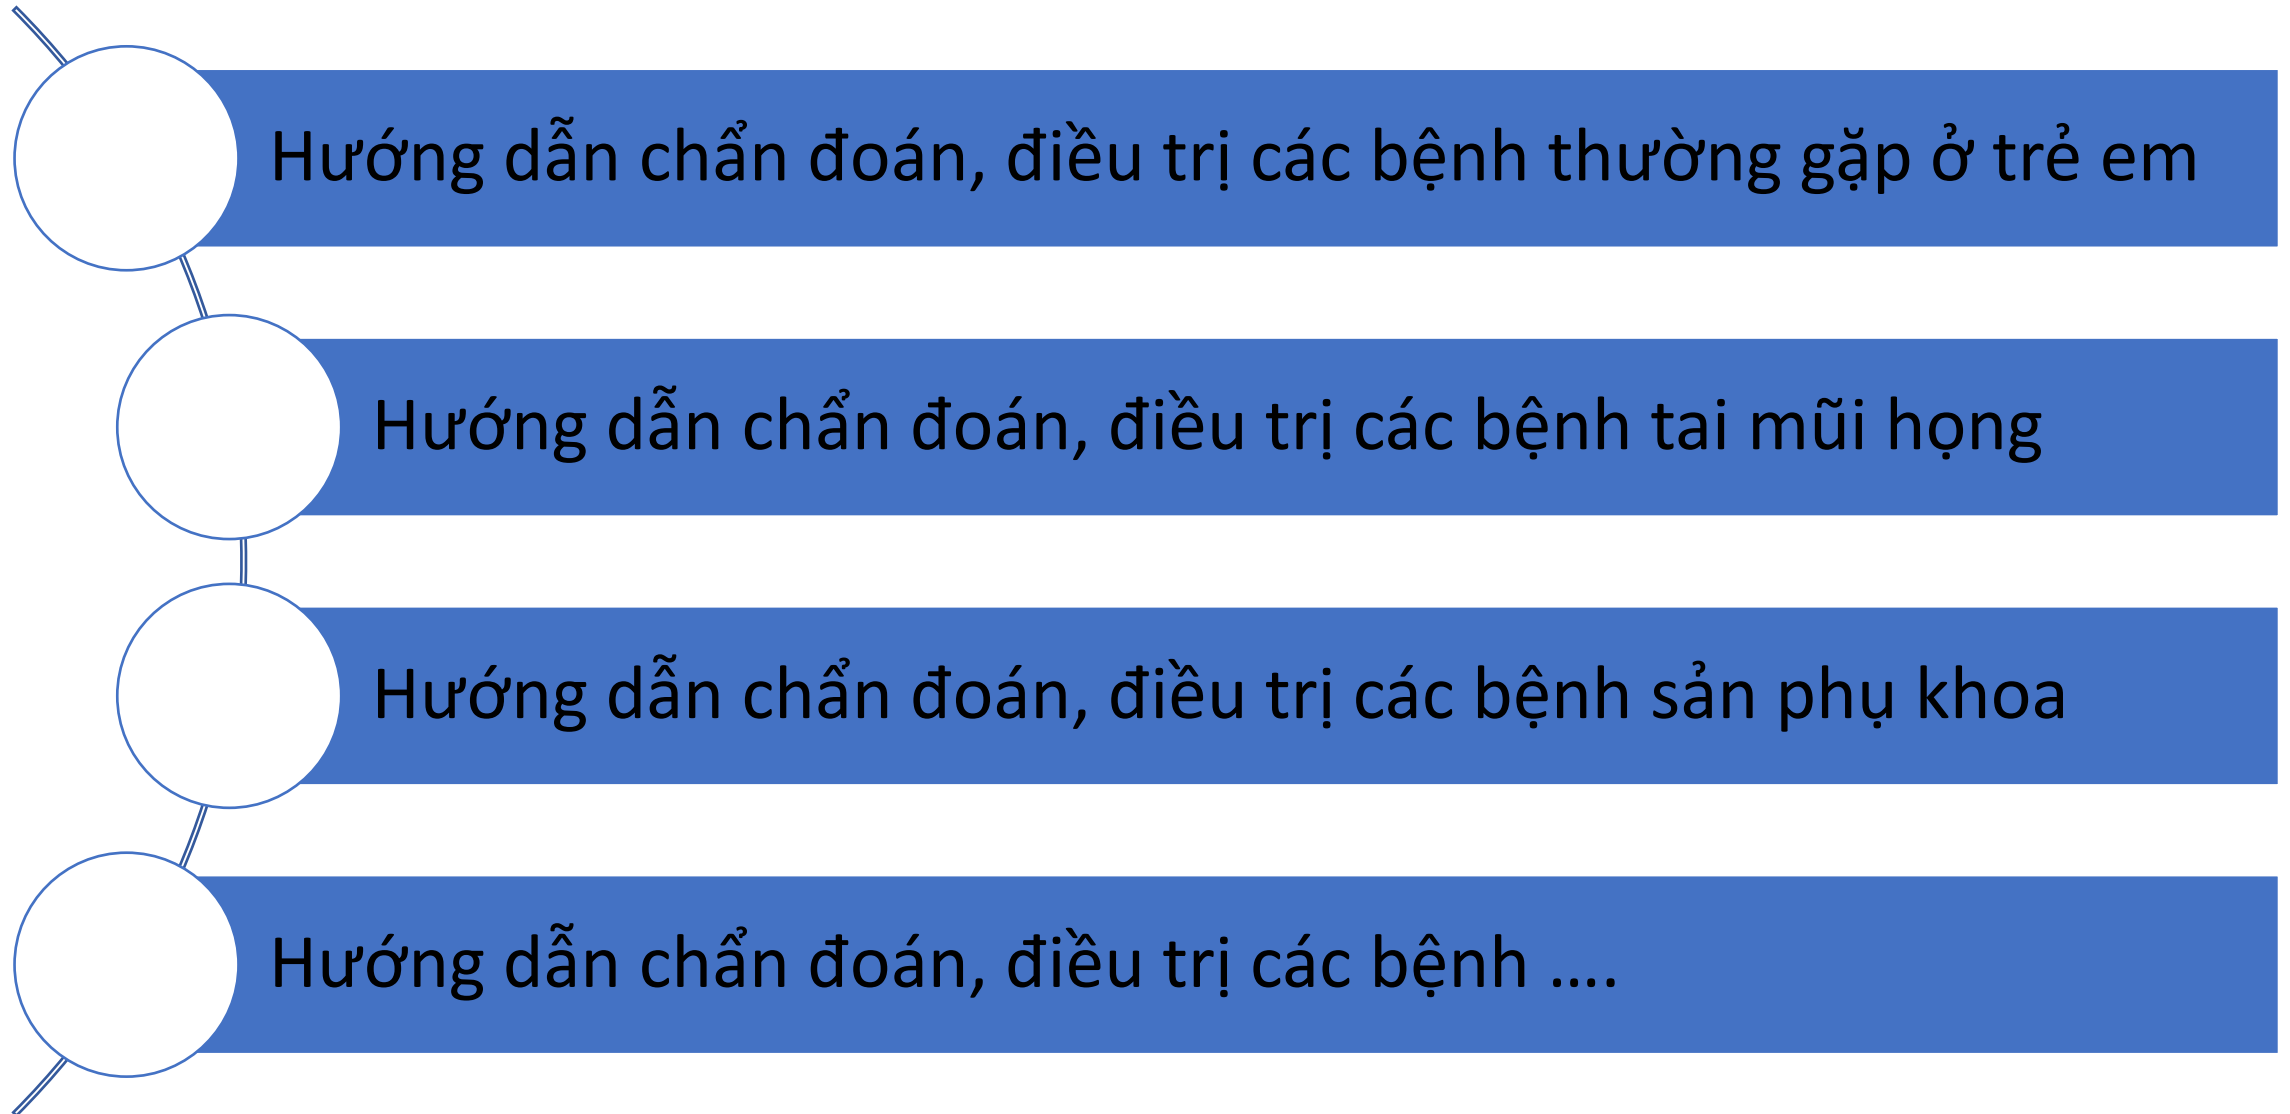 Hướng dẫn chẩn đoán, điều trị các bệnh thường gặp ở trẻ em
Hướng dẫn chẩn đoán, điều trị các bệnh tai mũi họng
Hướng dẫn chẩn đoán, điều trị các bệnh sản phụ khoa
Hướng dẫn chẩn đoán, điều trị các bệnh ....